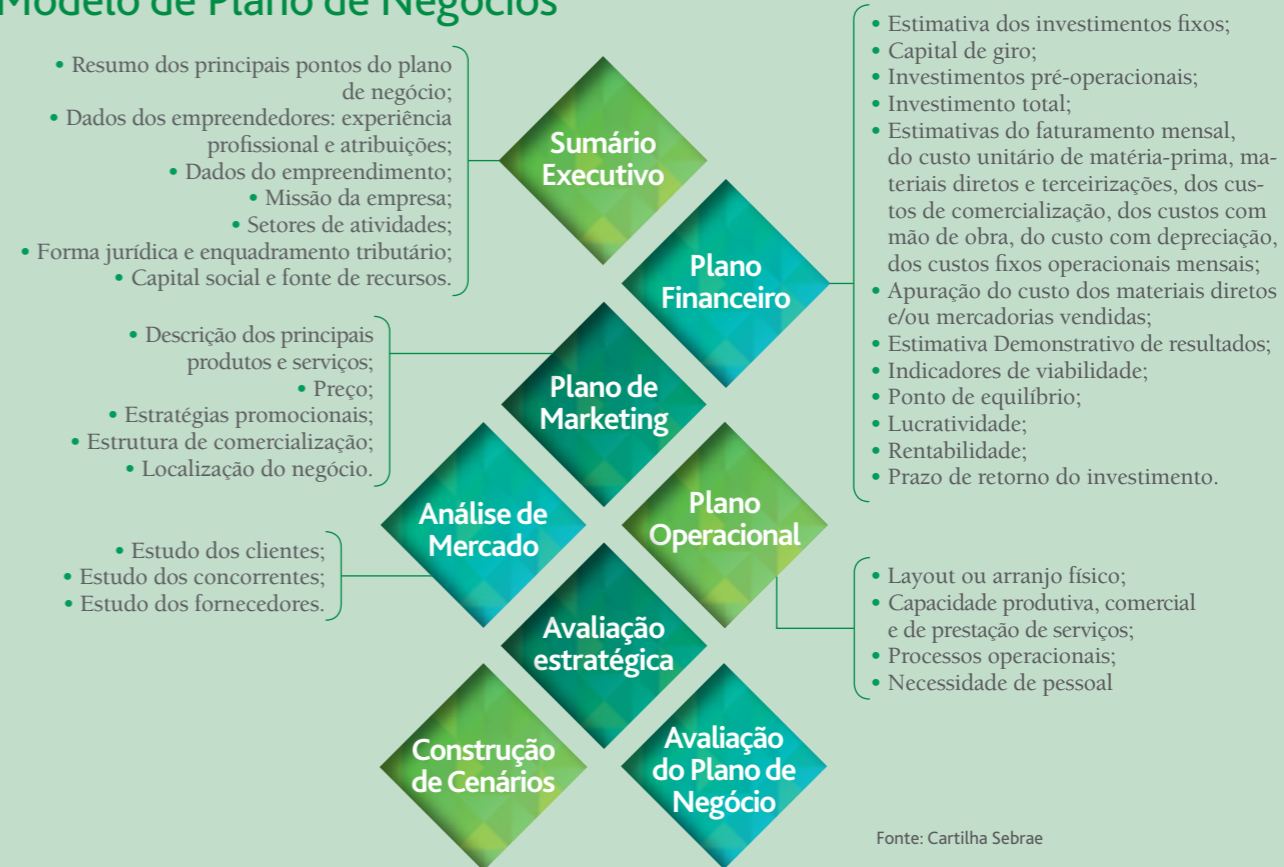 Modelo de Plano de Negócios
• Resumo dos principais pontos do plano
de negócio;
• Dados dos empreendedores: experiência
profissional e atribuições;
• Dados do empreendimento;
• Missão da empresa;
• Setores de atividades;
• Forma jurídica e enquadramento tributário;
• Capital social e fonte de recursos.
Sumário
Executivo
• Estimativa dos investimentos fixos;
• Capital de giro;
• Investimentos pré-operacionais;
• Investimento total;
• Estimativas do faturamento mensal,
do custo unitário de matéria-prima, ma-
teriais diretos e terceirizações, dos cus-
tos de comercialização, dos custos com
mão de obra, do custo com depreciação,
dos custos fixos operacionais mensais;
• Apuração do custo dos materiais diretos
e/ou mercadorias vendidas;
• Estimativa Demonstrativo de resultados;
• Indicadores de viabilidade;
• Ponto de equilíbrio;
• Lucratividade;
• Rentabilidade;
• Prazo de retorno do investimento.
Plano
Financeiro
• Descrição dos principais
produtos e serviços;
• Preço;
• Estratégias promocionais;
• Estrutura de comercialização;
• Localização do negócio.
Plano de
Marketing
Análise de
Mercado
Plano
Operacional
• Estudo dos clientes;
• Estudo dos concorrentes;
• Estudo dos fornecedores.
• Layout ou arranjo físico;
• Capacidade produtiva, comercial
e de prestação de serviços;
• Processos operacionais;
• Necessidade de pessoal
Avaliação
estratégica
Construção
de Cenários
Avaliação
do Plano de
Negócio
Fonte: Cartilha Sebrae